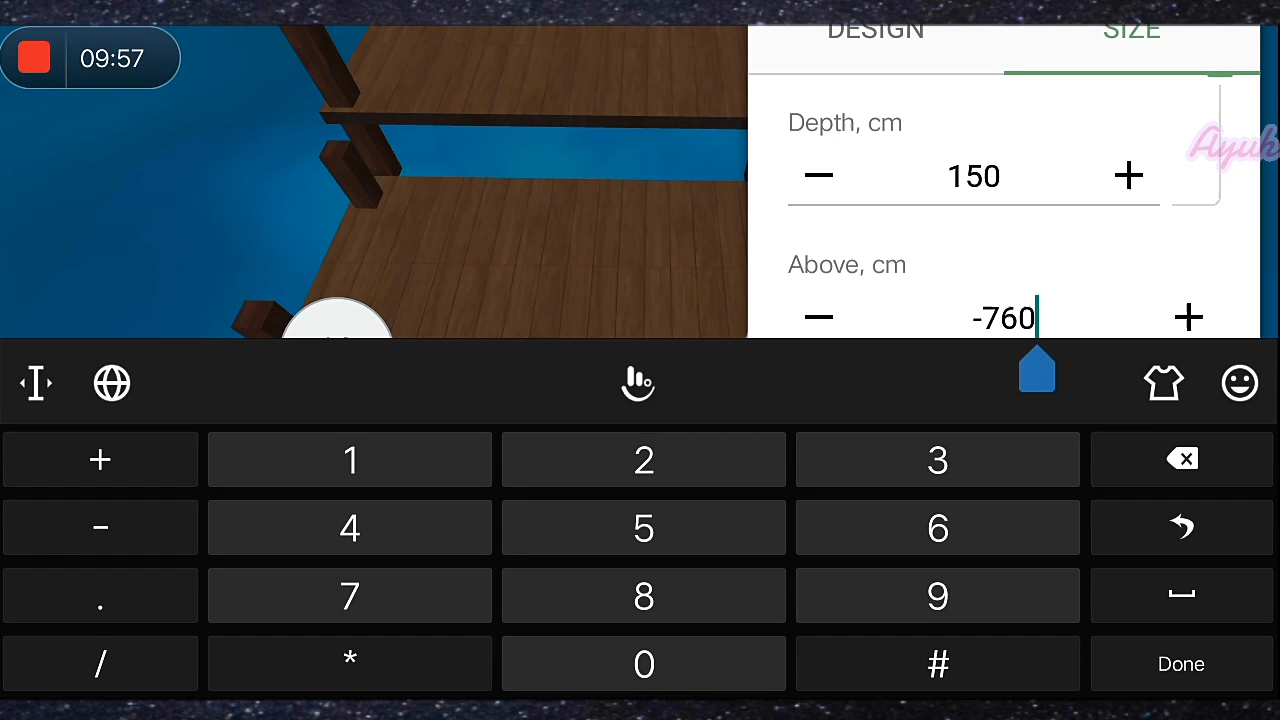 09:57
DESIGN
SIZE
Depth, cm
Ayuh
− 150 +
Above, cm
− -760 +
+ 1 2 3
- 4 5 6
. 7 8 9
/ * 0 # Done